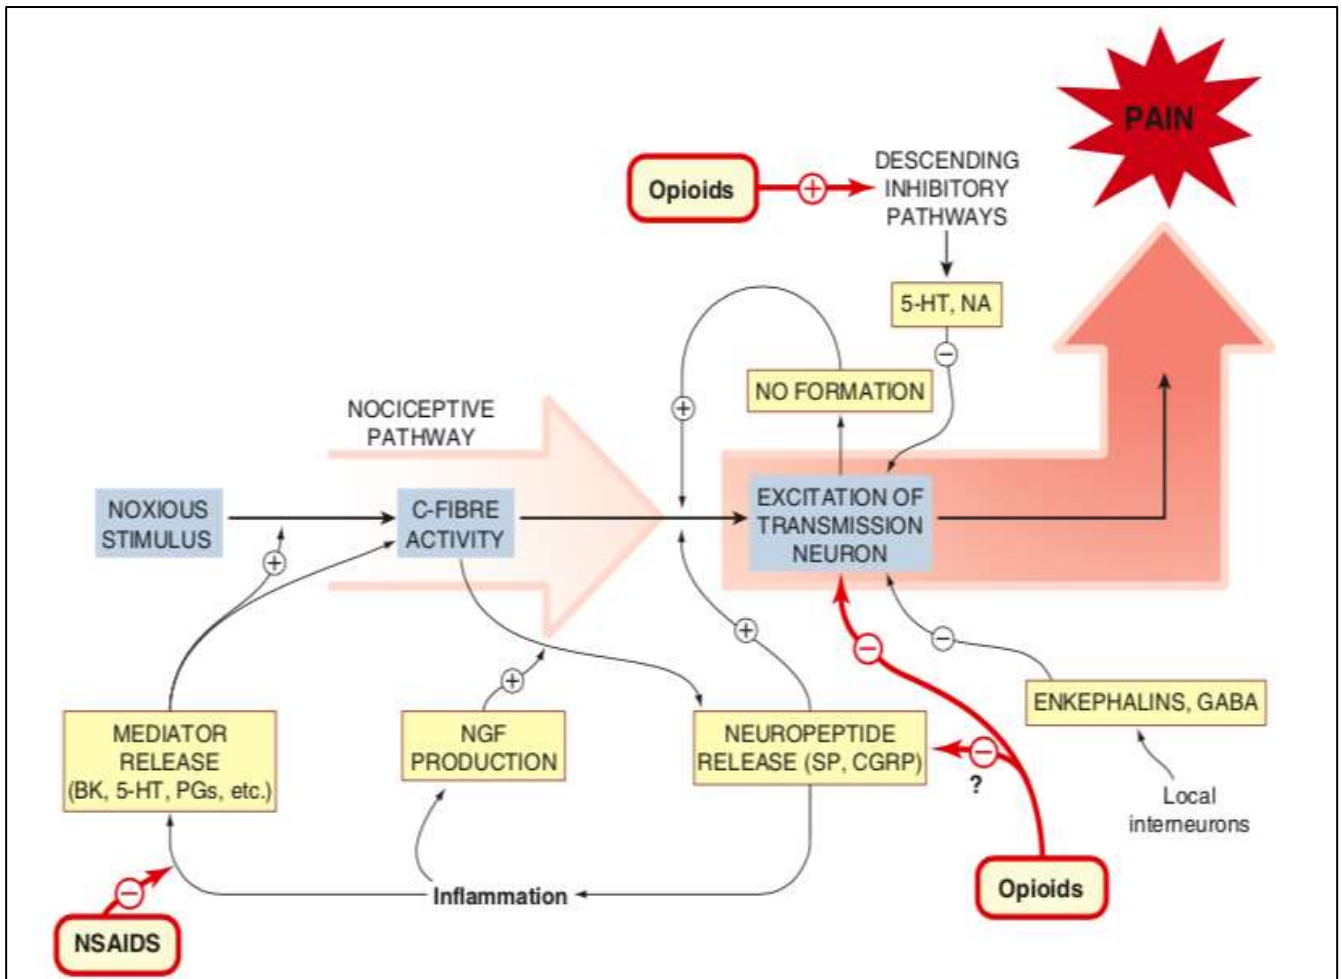 PAIN
Opioids
+
DESCENDING
INHIBITORY
PATHWAYS
5-HT, NA
−
NO FORMATION
+
NOCICEPTIVE
PATHWAY
NOXIOUS
STIMULUS
+
C-FIBRE
ACTIVITY
EXCITATION OF
TRANSMISSION
NEURON
+
−
−
MEDIATOR
RELEASE
(BK, 5-HT, PGs, etc.)
+
NGF
PRODUCTION
NEUROPEPTIDE
RELEASE (SP, CGRP)
−
?
ENKEPHALINS, GABA
Local
interneurons
−
NSAIDS
Inflammation
Opioids